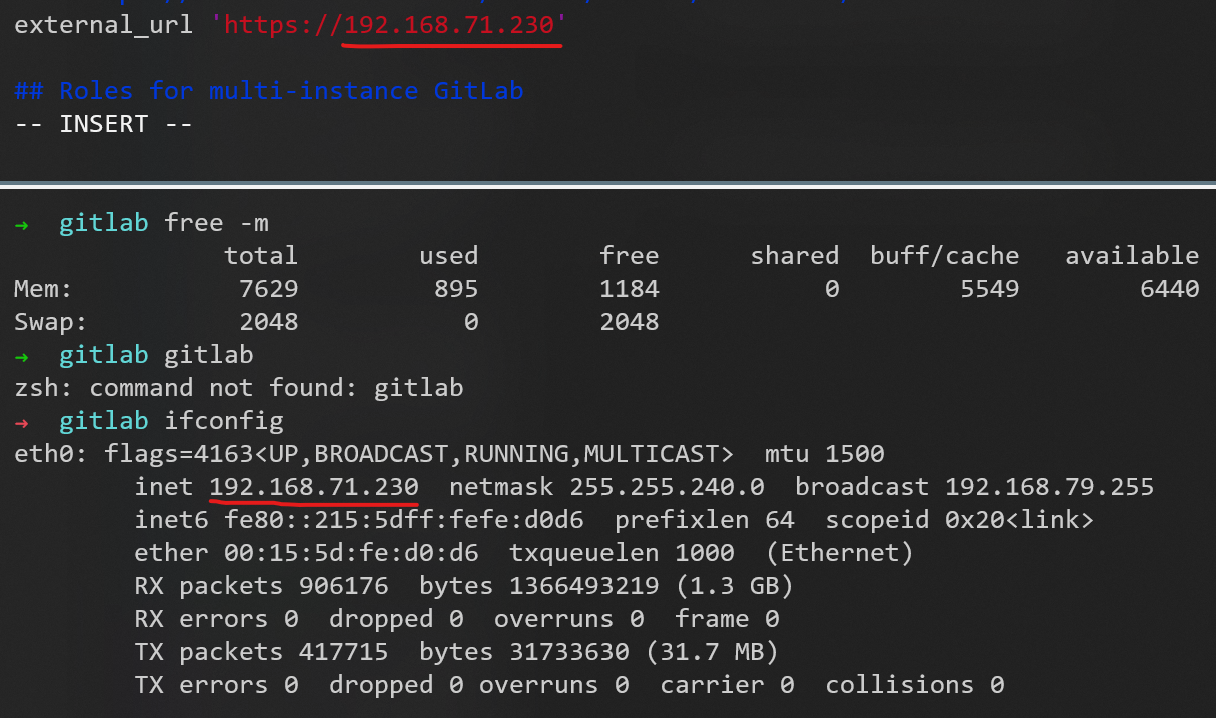 external_url 'https://192.168.71.230'
## Roles for multi-instance GitLab
-- INSERT --
→ gitlab free -m
total used free shared buff/cache available
Mem: 7629 895 1184 0 5549 6440
Swap: 2048 0 2048
→ gitlab gitlab
zsh: command not found: gitlab
→ gitlab ifconfig
eth0: flags=4163<UP,BROADCAST,RUNNING,MULTICAST> mtu 1500
inet 192.168.71.230 netmask 255.255.240.0 broadcast 192.168.79.255
inet6 fe80::215:5dff:fefe:d0d6 prefixlen 64 scopeid 0x20<link>
ether 00:15:5d:fe:d0:d6 txqueuelen 1000 (Ethernet)
RX packets 906176 bytes 1366493219 (1.3 GB)
RX errors 0 dropped 0 overruns 0 frame 0
TX packets 417715 bytes 31733630 (31.7 MB)
TX errors 0 dropped 0 overruns 0 carrier 0 collisions 0